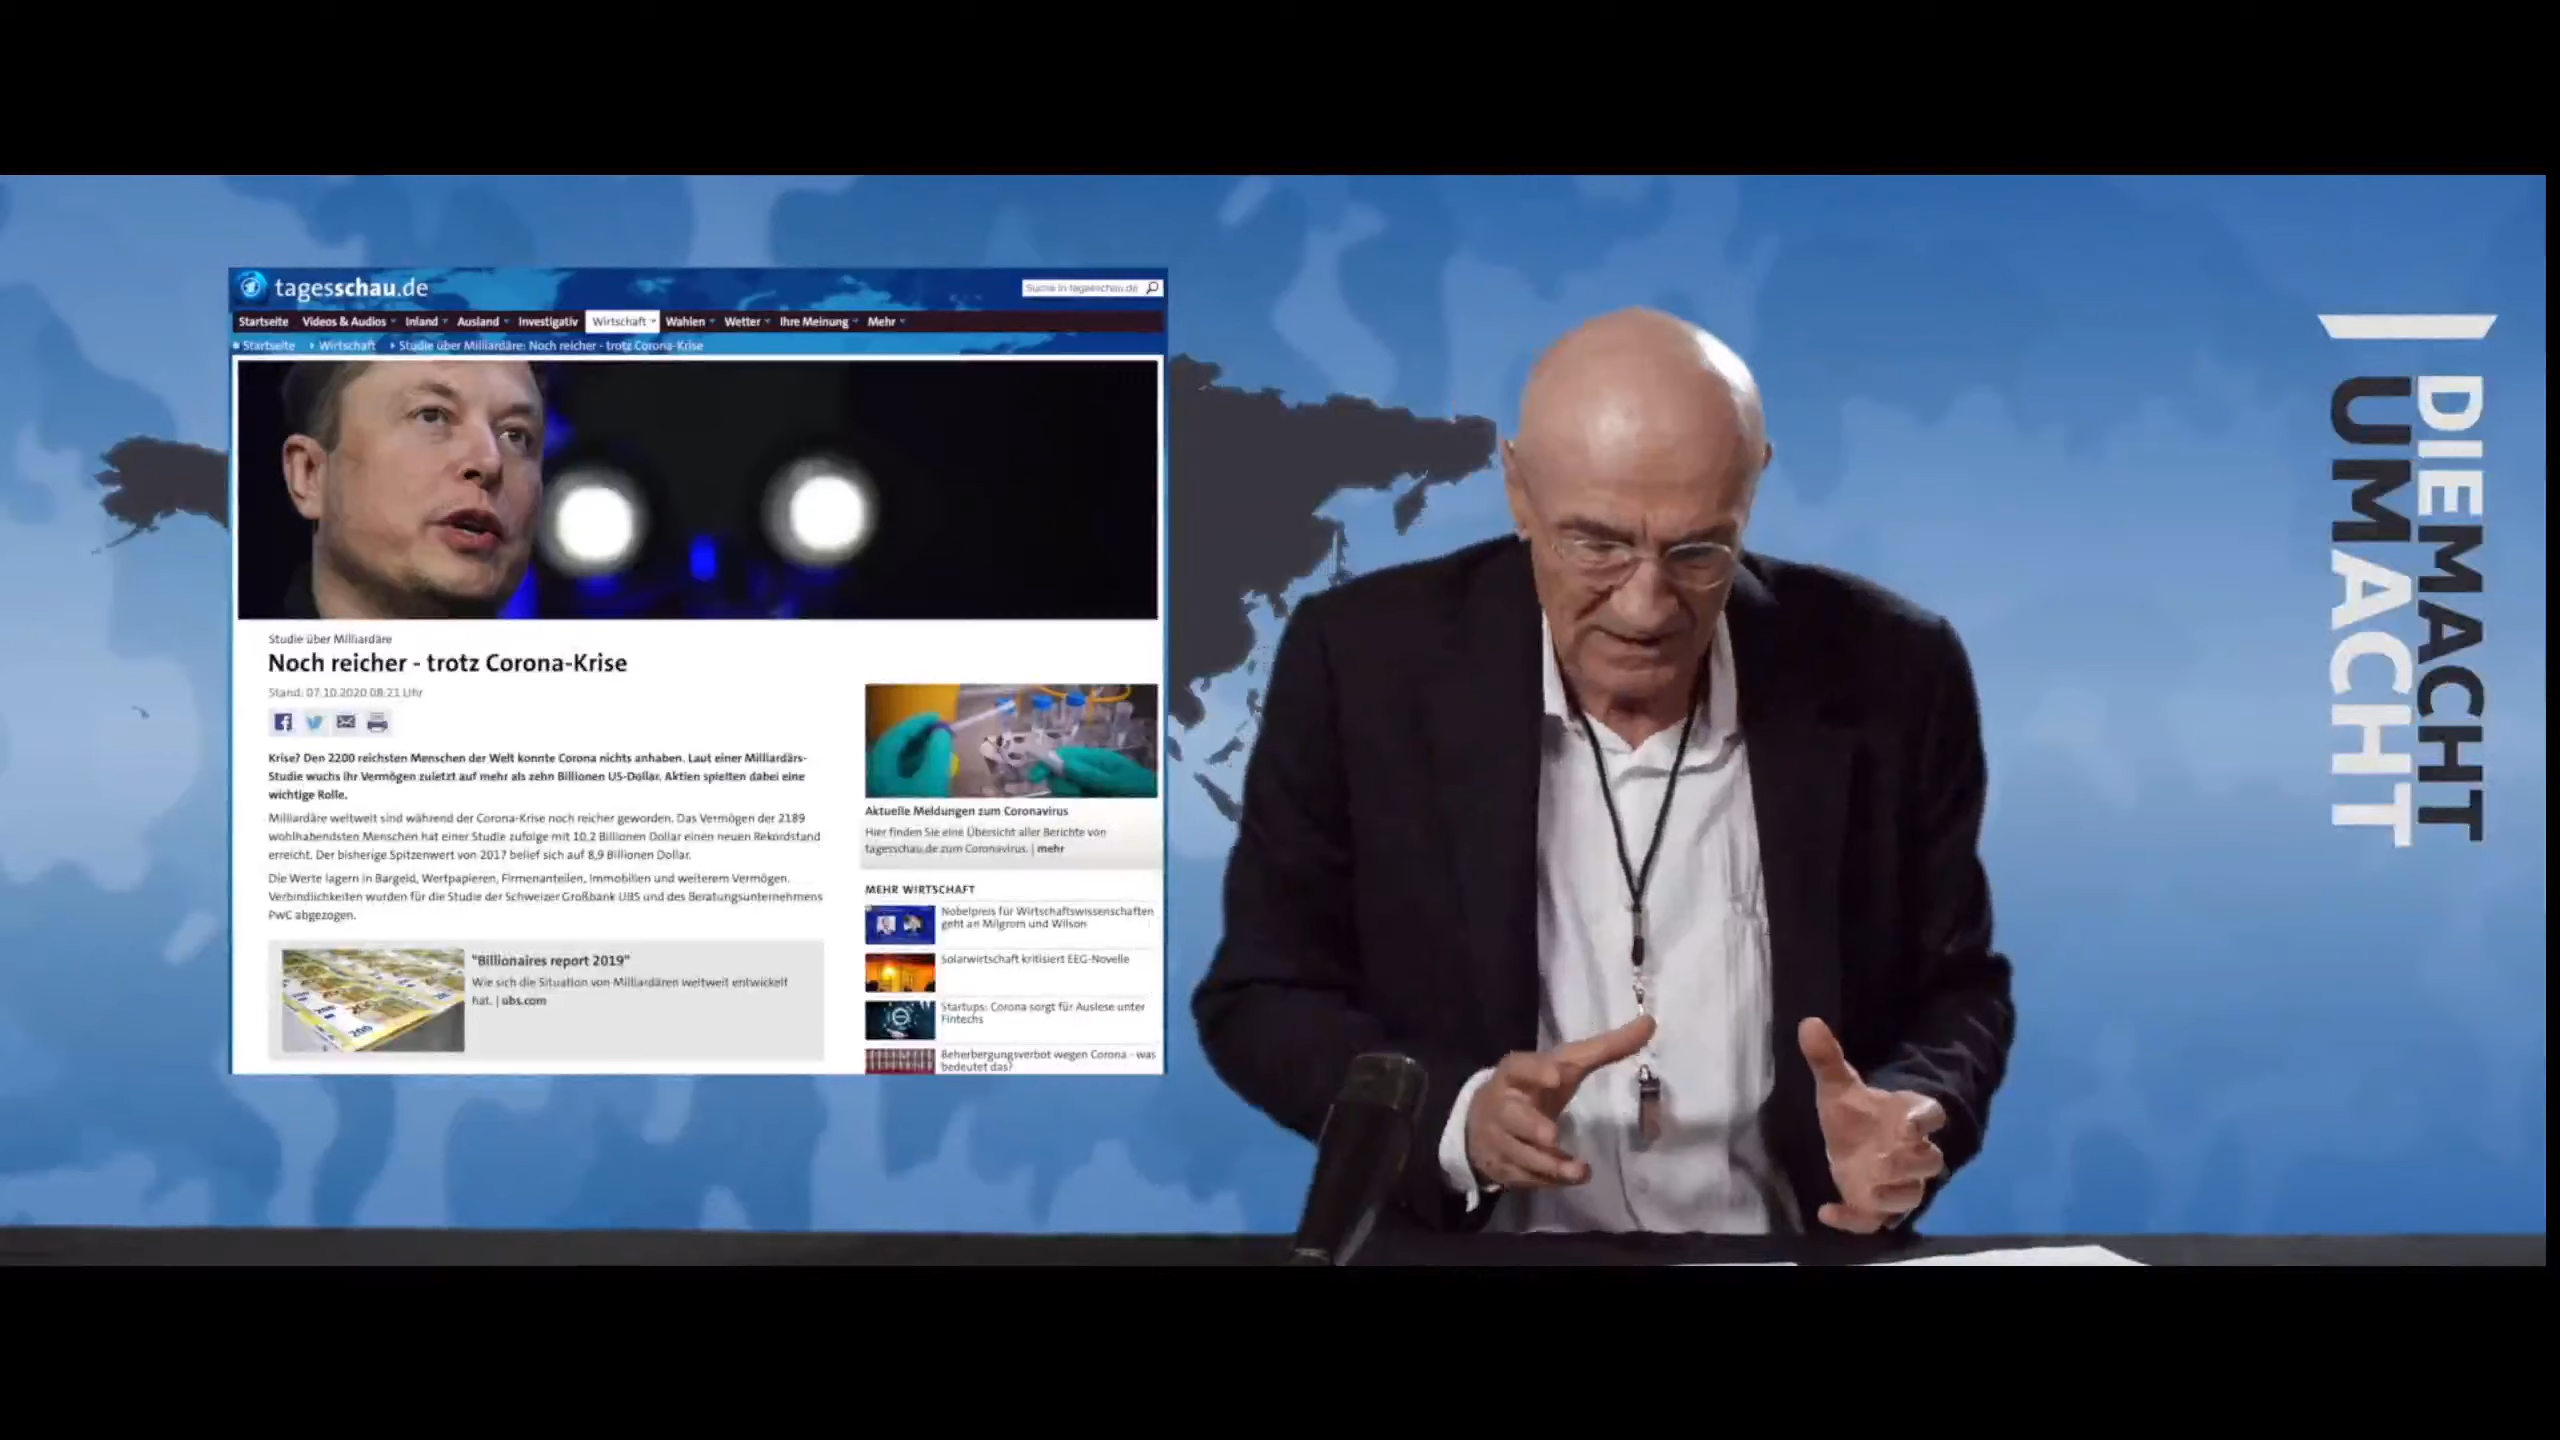 tagesschau.de
Suche in tagesschau.de
Startseite Videos & Audios Inland Ausland Investigativ Wirtschaft Wahlen Wetter Ihre Meinung Mehr
Startseite Wirtschaft Studie über Milliardäre: Noch reicher - trotz Corona-Krise
Studie über Milliardäre
Noch reicher - trotz Corona-Krise
Stand: 07.10.2020 08:21 Uhr
Krise? Den 2200 reichsten Menschen der Welt konnte Corona nichts anhaben. Laut einer Milliardärs-
Studie wuchs ihr Vermögen zuletzt auf mehr als zehn Billionen US-Dollar. Aktien spielten dabei eine
wichtige Rolle.
Milliardäre weltweit sind während der Corona-Krise noch reicher geworden. Das Vermögen der 2189
wohlhabendsten Menschen hat einer Studie zufolge mit 10,2 Billionen Dollar einen neuen Rekordstand
erreicht. Der bisherige Spitzenwert von 2017 belief sich auf 8,9 Billionen Dollar.
Die Werte lagern in Bargeld, Wertpapieren, Firmenanteilen, Immobilien und weiterem Vermögen.
Verbindlichkeiten wurden für die Studie der Schweizer Großbank UBS und des Beratungsunternehmens
PwC abgezogen.
"Billionaires report 2019"
Wie sich die Situation von Milliardären weltweit entwickelt
hat. | ubs.com
Aktuelle Meldungen zum Coronavirus
Hier finden Sie eine Übersicht aller Berichte von
tagesschau.de zum Coronavirus. | mehr
MEHR WIRTSCHAFT
Nobelpreis für Wirtschaftswissenschaften
geht an Milgrom und Wilson
Solarwirtschaft kritisiert EEG-Novelle
Startups: Corona sorgt für Auslese unter
Fintechs
Beherbergungsverbot wegen Corona - was
bedeutet das?
DIEMACHT
UMACHT